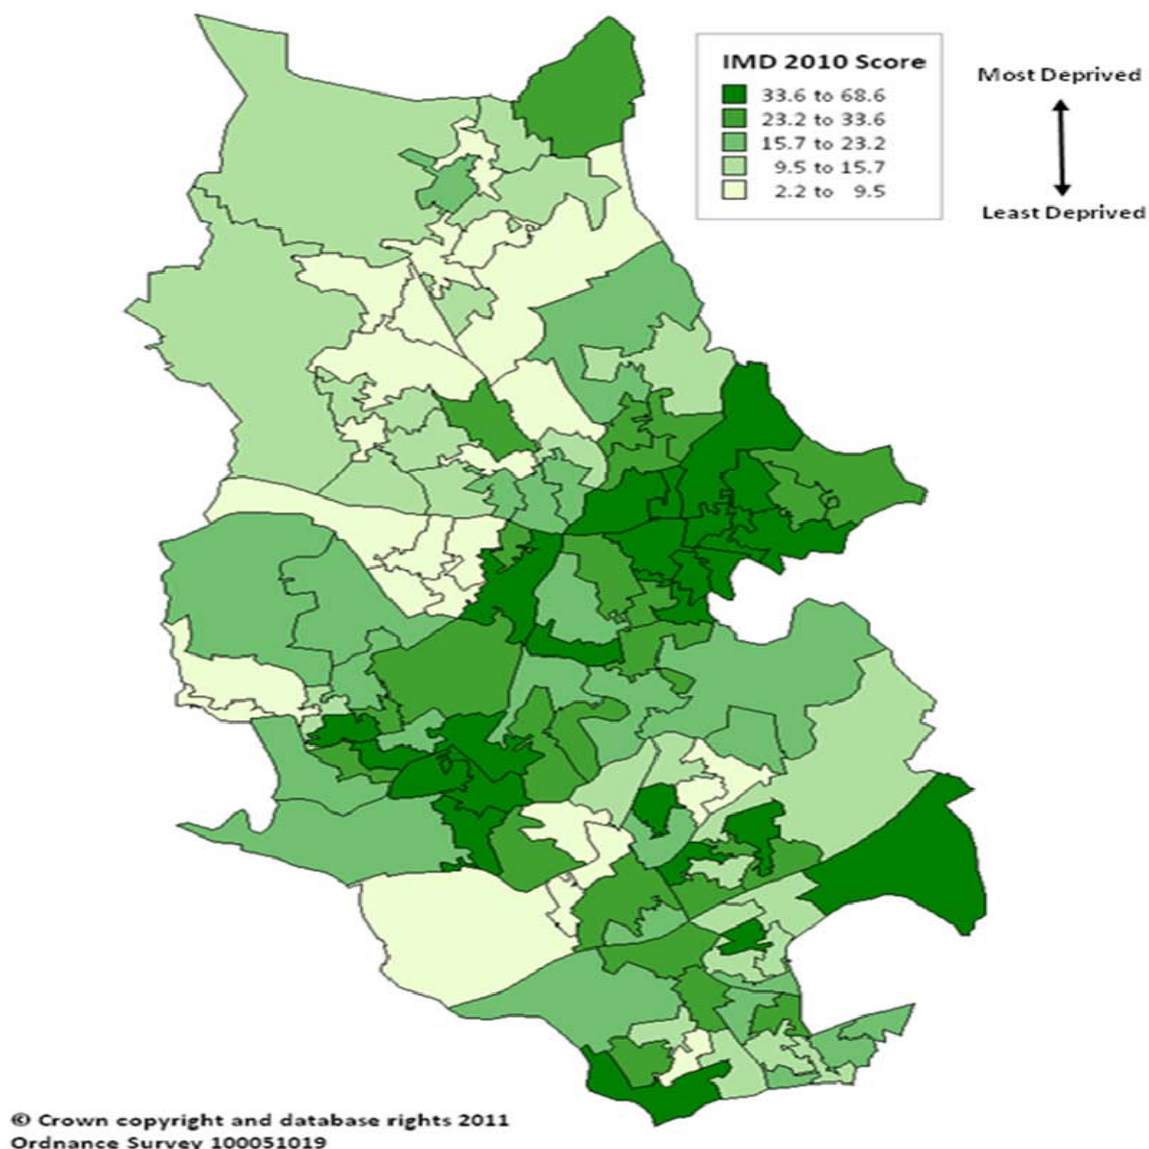 IMD 2010 Score
33.6 to 68.6
23.2 to 33.6
15.7 to 23.2
9.5 to 15.7
2.2 to 9.5
Most Deprived
Least Deprived
© Crown copyright and database rights 2011
Ordnance Survey 100051019